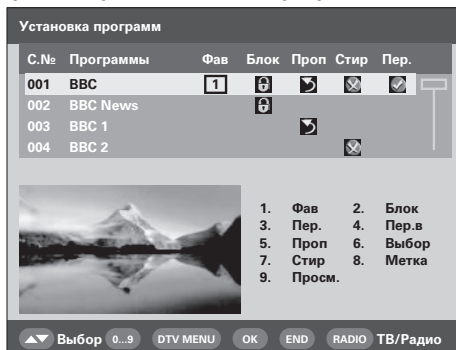 Установка программ
С.№ Программы Фав Блок Проп Стир Пер.
001 BBC 1
002 BBC News
003 BBC 1
004 BBC 2
1. Фав 2. Блок
3. Пер. 4. Пер.в
5. Проп 6. Выбор
7. Стир 8. Метка
9. Просм.
Выбор 0...9 DTV MENU OK END RADIO ТВ/Радио